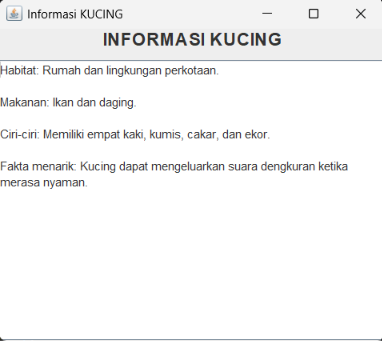 Informasi KUCING
INFORMASI KUCING
Habitat: Rumah dan lingkungan perkotaan.
Makanan: Ikan dan daging.
Ciri-ciri: Memiliki empat kaki, kumis, cakar, dan ekor.
Fakta menarik: Kucing dapat mengeluarkan suara dengkuran ketika
merasa nyaman.